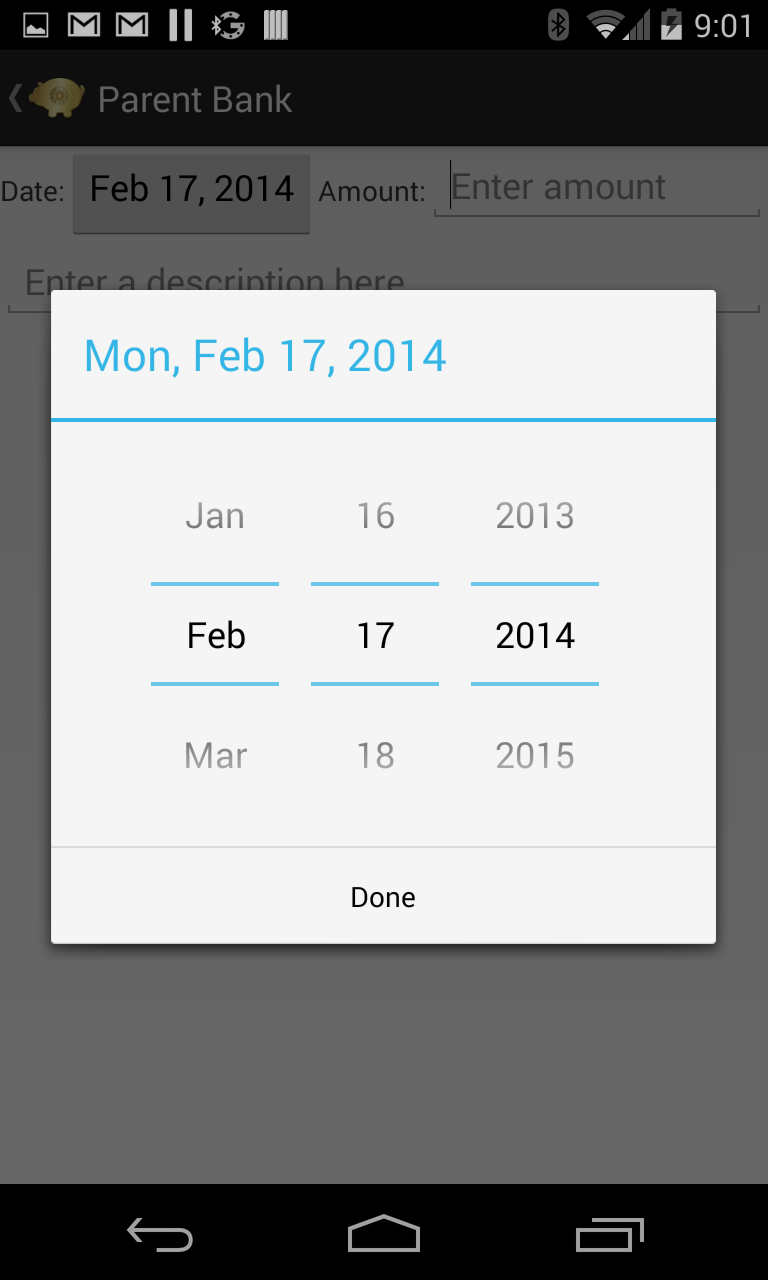 9:01
Parent Bank
Date: Feb 17, 2014 Amount: Enter amount
Enter a description here
Mon, Feb 17, 2014
Jan 16 2013
Feb 17 2014
Mar 18 2015
Done